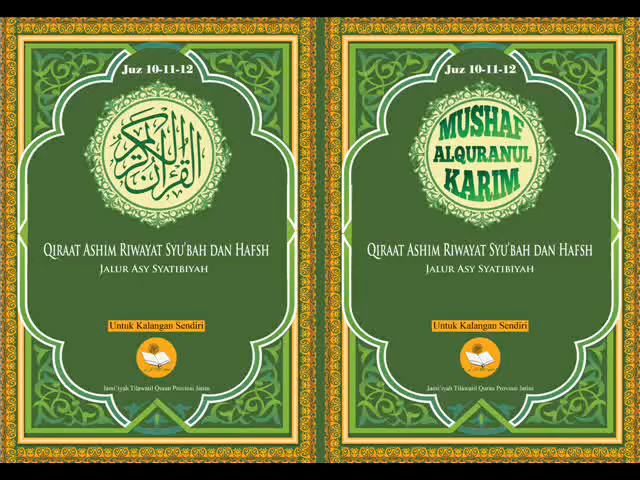 Juz 10-11-12
القرآن الكريم
QIRAAT ASHIM RIWAYAT SYU'BAH DAN HAFSH
JALUR ASY SYATIBIYAH
Untuk Kalangan Sendiri
Jami'iyah Tilawatil Quran Provinsi Jatim
Juz 10-11-12
MUSHAF
ALQURANUL
KARIM
QIRAAT ASHIM RIWAYAT SYU'BAH DAN HAFSH
JALUR ASY SYATIBIYAH
Untuk Kalangan Sendiri
Jami'iyah Tilawatil Quran Provinsi Jatim